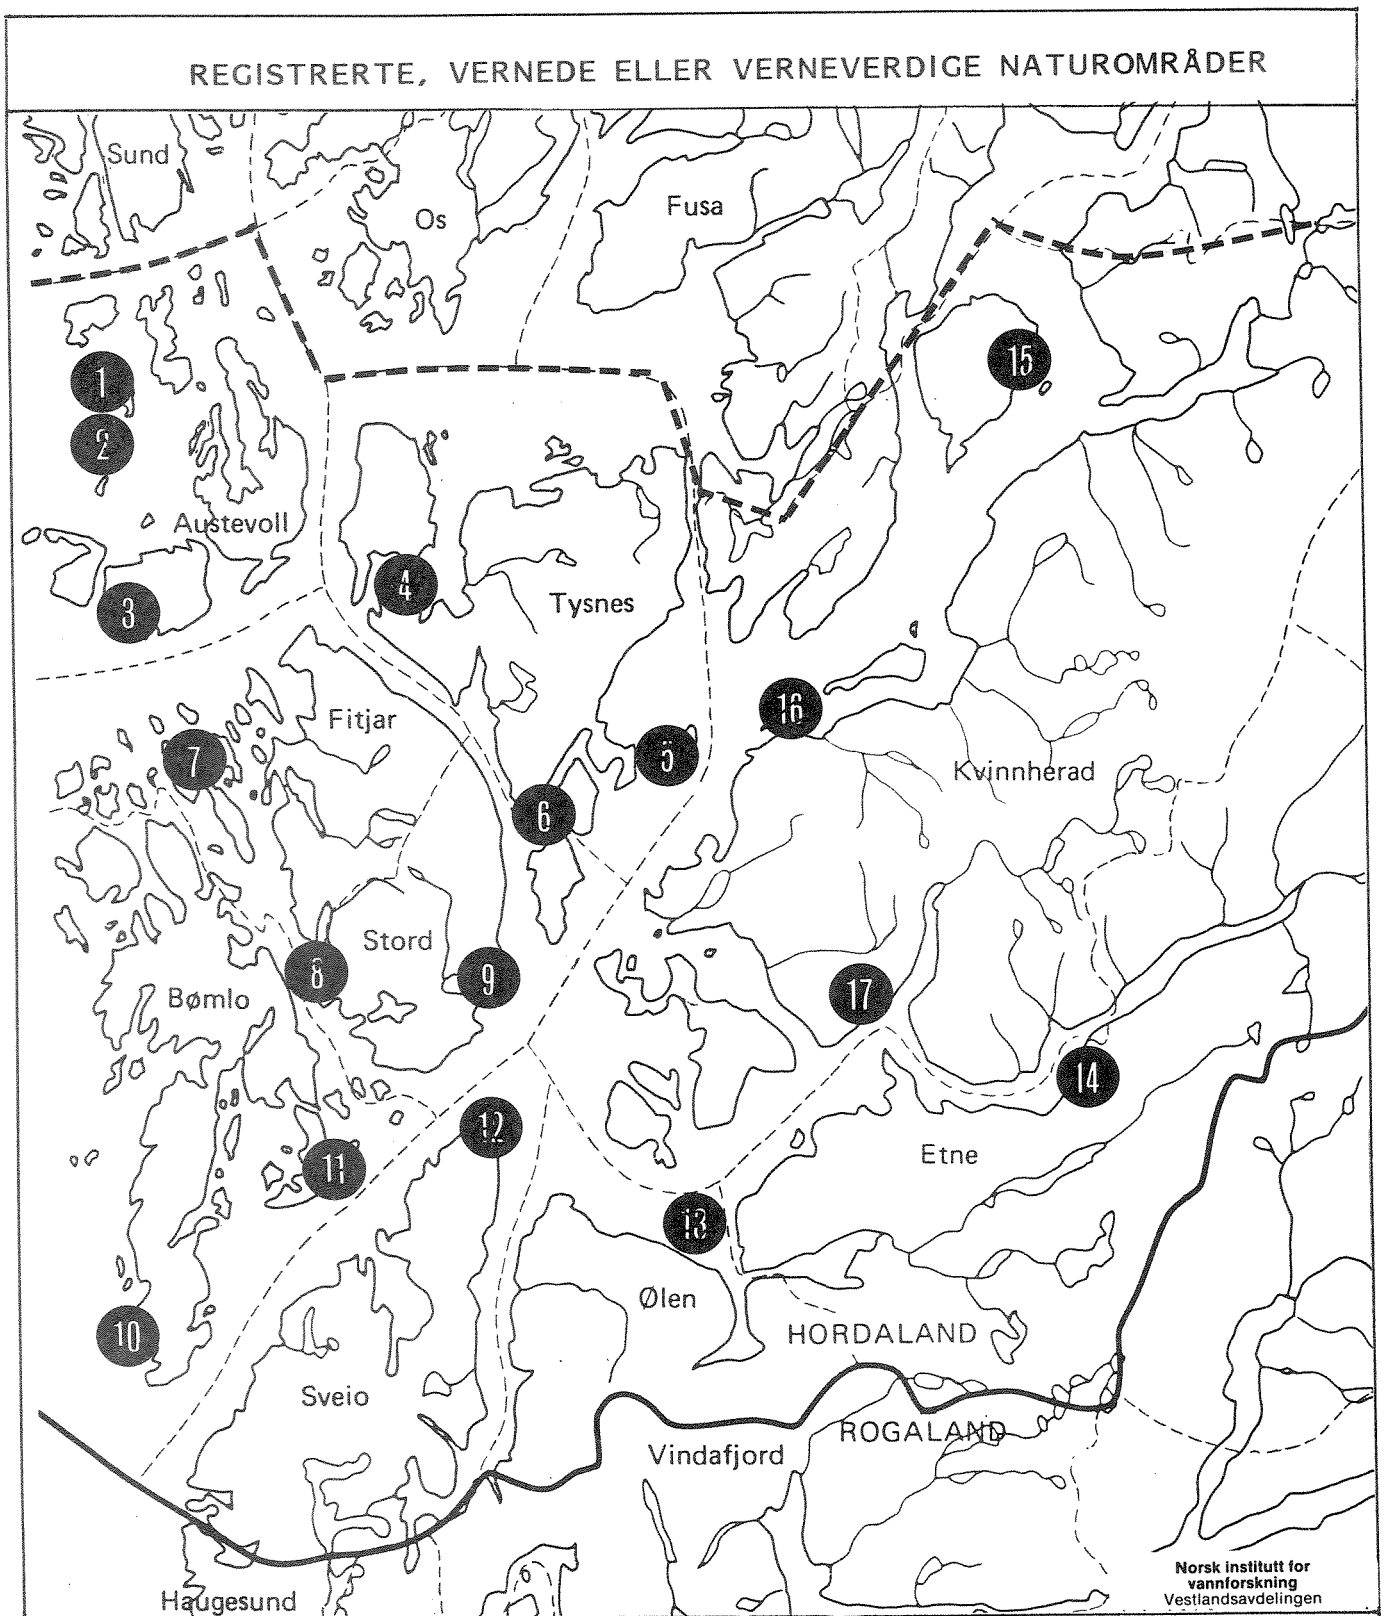 REGISTRERTE, VERNEDE ELLER VERNEVERDIGE NATUROMRÅDER
Sund
Os
Fusa
15
1
2
Austevoll
3
4
Tysnes
Fitjar
16
7
5
Kvinnherad
6
Stord
8
9
Bømlo
17
14
12
11
Etne
13
Ølen
10
HORDALAND
Sveio
ROGALAND
Vindafjord
Haugesund
Norsk institutt for
vannforskning
Vestlandsavdelingen